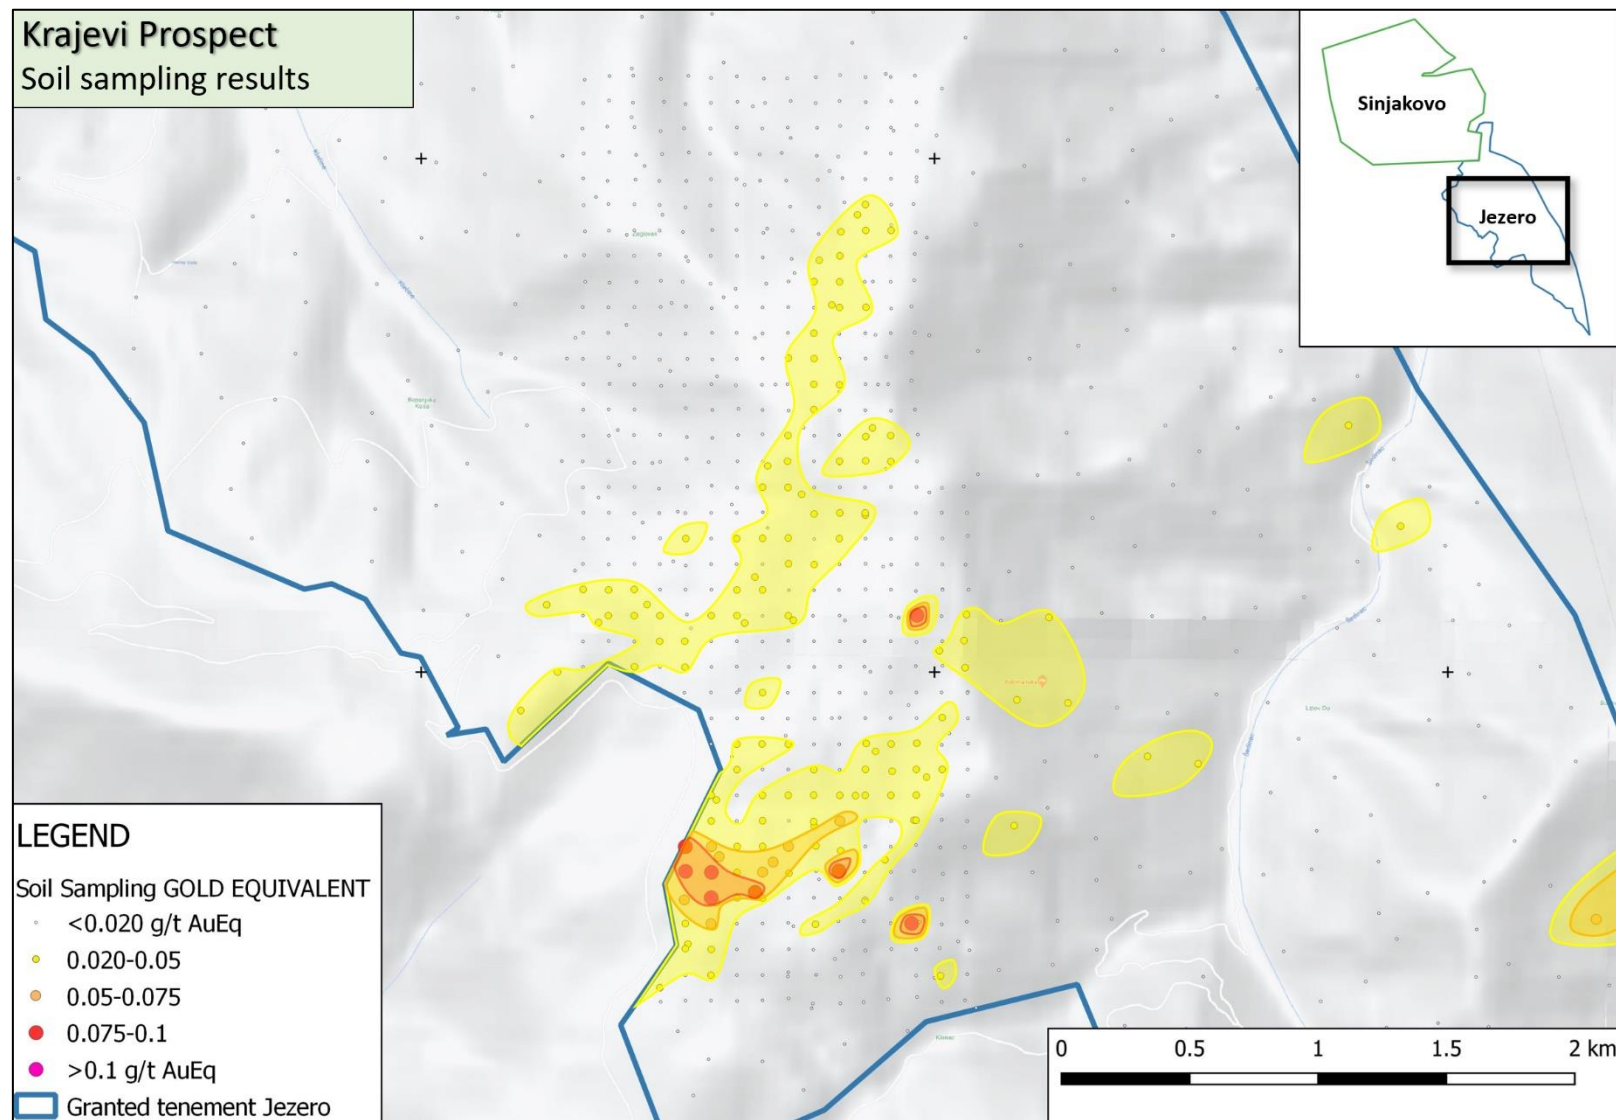 Krajevi Prospect
Soil sampling results
Sinjakovo
Jezero
LEGEND
Soil Sampling GOLD EQUIVALENT
<0.020 g/t AuEq
0.020-0.05
0.05-0.075
0.075-0.1
>0.1 g/t AuEq
Granted tenement Jezero
0 0.5 1 1.5 2 km